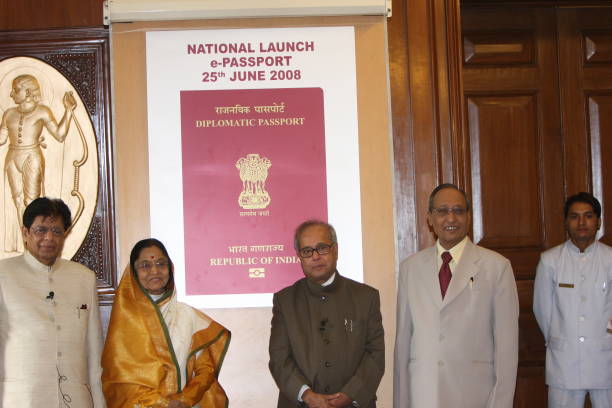 NATIONAL LAUNCH
e-PASSPORT
25th JUNE 2008
राजनयिक पासपोर्ट
DIPLOMATIC PASSPORT
सत्यमेव जयते
भारत गणराज्य
REPUBLIC OF INDIA